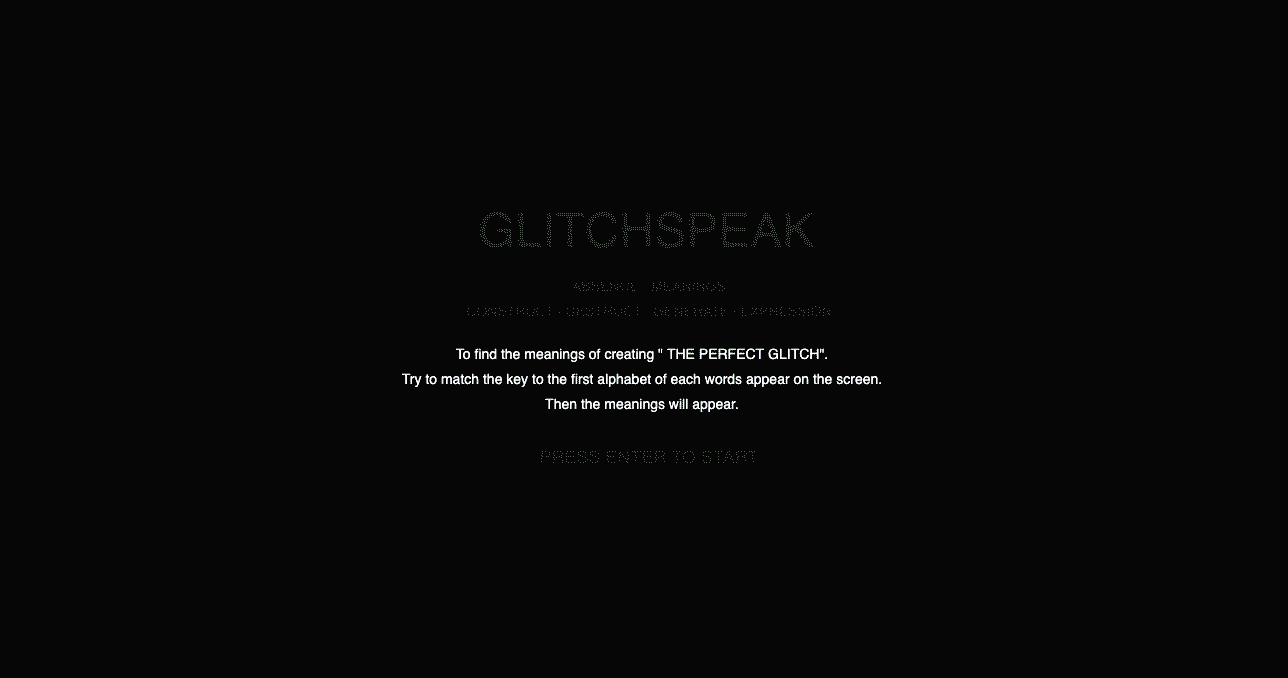 GLITCHSPEAK
ABSENCE MEANINGS
CONSTRUCT · OBSTRUCT GENERATE · EXPRESSION
To find the meanings of creating " THE PERFECT GLITCH".
Try to match the key to the first alphabet of each words appear on the screen.
Then the meanings will appear.
PRESS ENTER TO START